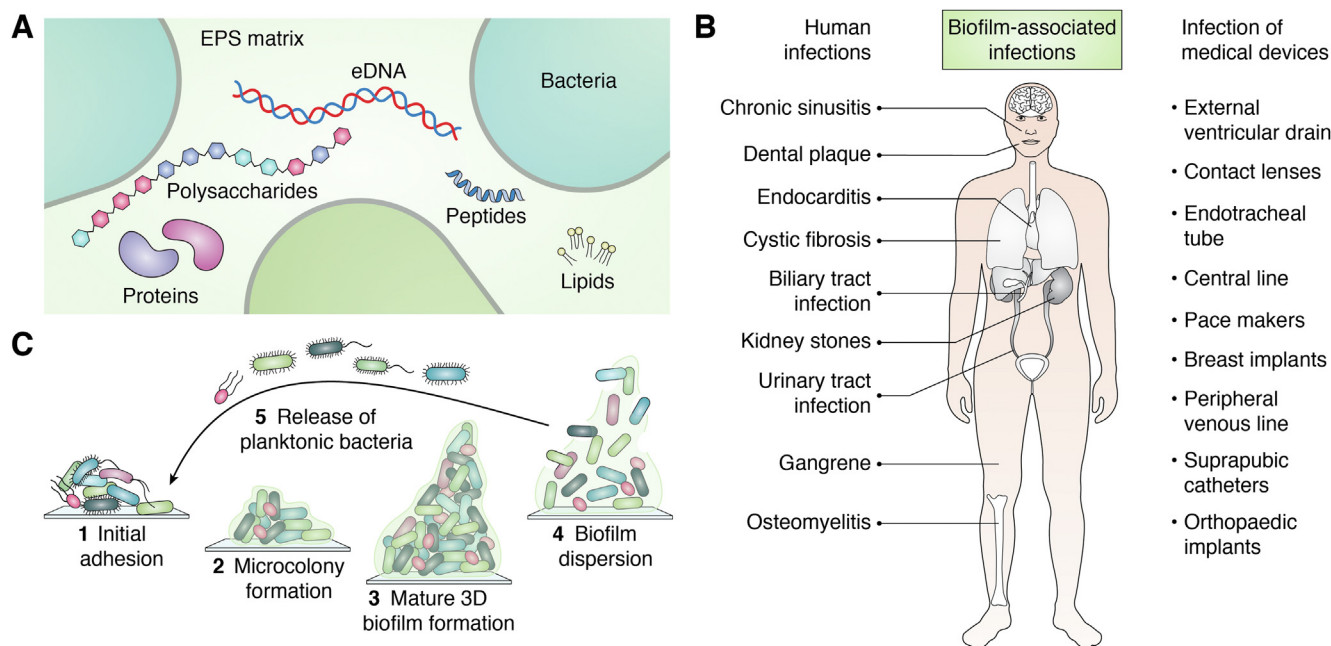 A
EPS matrix
eDNA
Bacteria
Polysaccharides
Peptides
Proteins
Lipids
B
Human
infections
Biofilm-associated
infections
Infection of
medical devices
Chronic sinusitis
Dental plaque
Endocarditis
Cystic fibrosis
Biliary tract
infection
Kidney stones
Urinary tract
infection
Gangrene
Osteomyelitis
• External
ventricular drain
• Contact lenses
• Endotracheal
tube
• Central line
• Pace makers
• Breast implants
• Peripheral
venous line
• Suprapubic
catheters
• Orthopaedic
implants
C
1 Initial
adhesion
2 Microcolony
formation
3 Mature 3D
biofilm formation
4 Biofilm
dispersion
5 Release of
planktonic bacteria